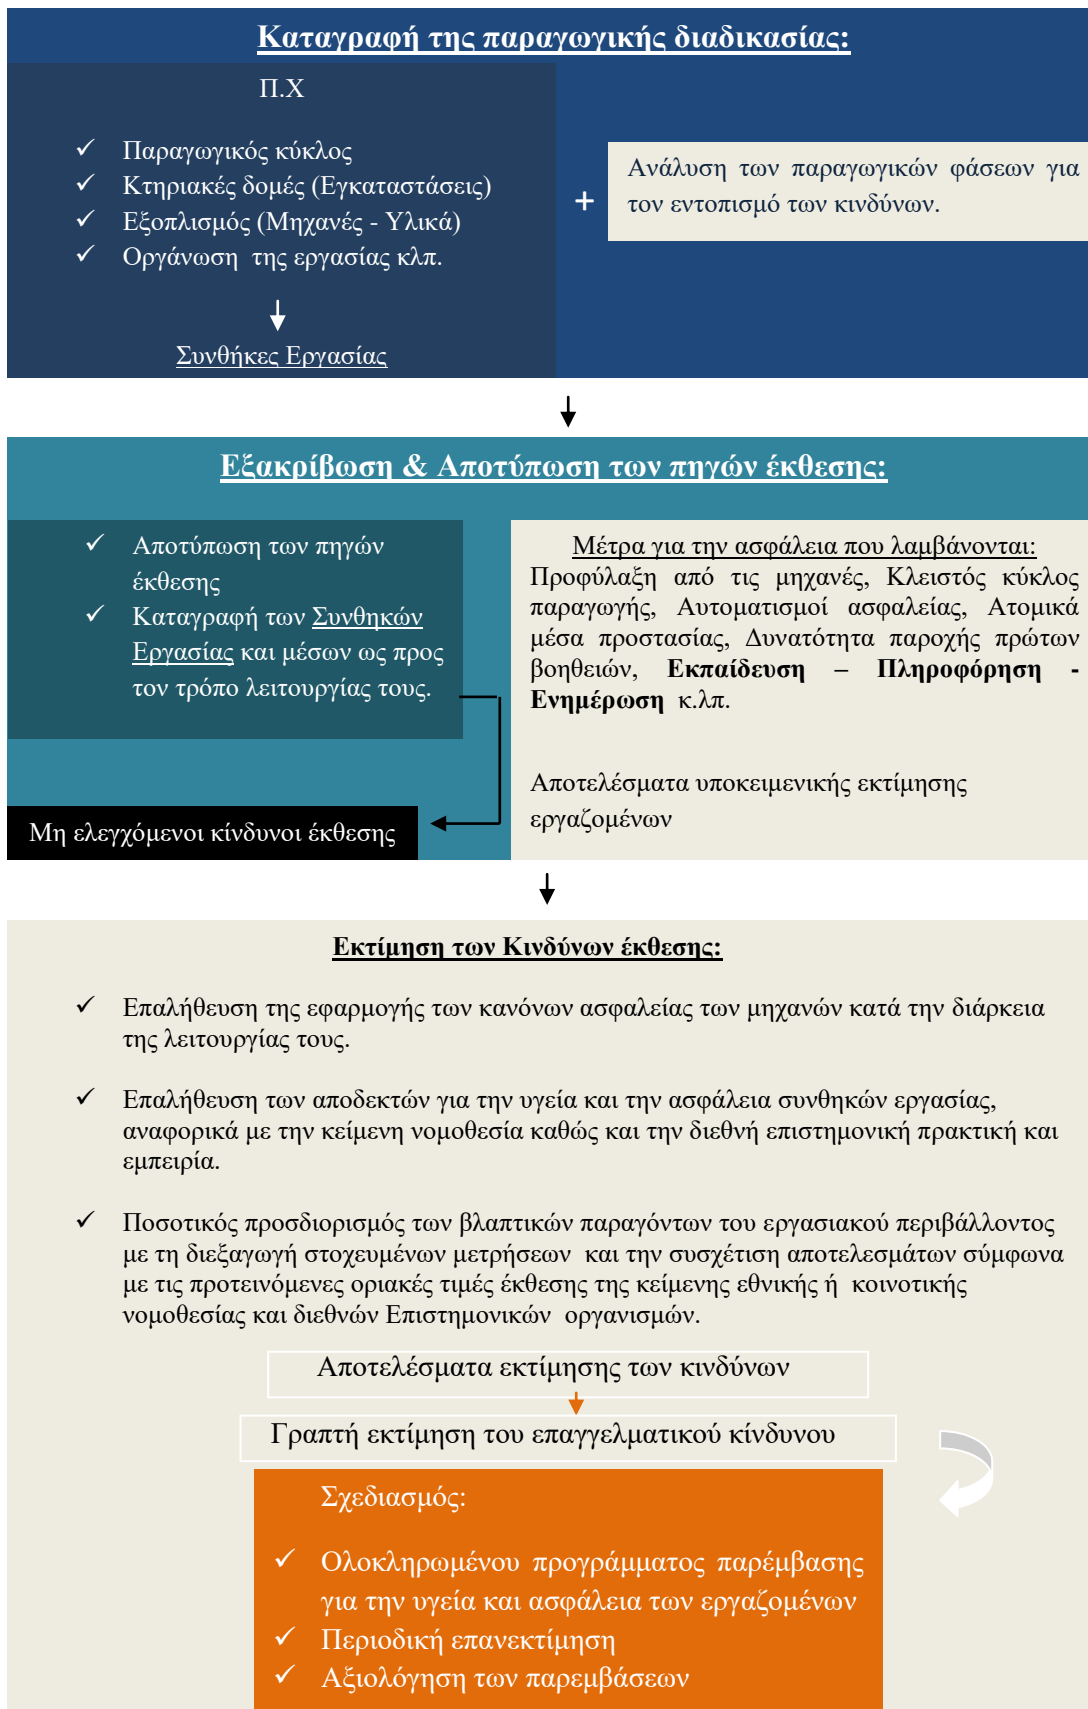 Καταγραφή της παραγωγικής διαδικασίας:
Π.Χ
✓ Παραγωγικός κύκλος
✓ Κτηριακές δομές (Εγκαταστάσεις)
✓ Εξοπλισμός (Μηχανές - Υλικά)
✓ Οργάνωση της εργασίας κλπ.
Συνθήκες Εργασίας
+
Ανάλυση των παραγωγικών φάσεων για
τον εντοπισμό των κινδύνων.
Εξακρίβωση & Αποτύπωση των πηγών έκθεσης:
✓ Αποτύπωση των πηγών
έκθεσης
✓ Καταγραφή των Συνθηκών
Εργασίας και μέσων ως προς
τον τρόπο λειτουργίας τους.
Μη ελεγχόμενοι κίνδυνοι έκθεσης
Μέτρα για την ασφάλεια που λαμβάνονται:
Προφύλαξη από τις μηχανές, Κλειστός κύκλος
παραγωγής, Αυτοματισμοί ασφαλείας, Ατομικά
μέσα προστασίας, Δυνατότητα παροχής πρώτων
βοηθειών, Εκπαίδευση – Πληροφόρηση -
Ενημέρωση κ.λπ.
Αποτελέσματα υποκειμενικής εκτίμησης
εργαζομένων
Εκτίμηση των Κινδύνων έκθεσης:
✓ Επαλήθευση της εφαρμογής των κανόνων ασφαλείας των μηχανών κατά την διάρκεια
της λειτουργίας τους.
✓ Επαλήθευση των αποδεκτών για την υγεία και την ασφάλεια συνθηκών εργασίας,
αναφορικά με την κείμενη νομοθεσία καθώς και την διεθνή επιστημονική πρακτική και
εμπειρία.
✓ Ποσοτικός προσδιορισμός των βλαπτικών παραγόντων του εργασιακού περιβάλλοντος
με τη διεξαγωγή στοχευμένων μετρήσεων και την συσχέτιση αποτελεσμάτων σύμφωνα
με τις προτεινόμενες οριακές τιμές έκθεσης της κείμενης εθνικής ή κοινοτικής
νομοθεσίας και διεθνών Επιστημονικών οργανισμών.
Αποτελέσματα εκτίμησης των κινδύνων
Γραπτή εκτίμηση του επαγγελματικού κίνδυνου
Σχεδιασμός:
✓ Ολοκληρωμένου προγράμματος παρέμβασης
για την υγεία και ασφάλεια των εργαζομένων
✓ Περιοδική επανεκτίμηση
✓ Αξιολόγηση των παρεμβάσεων